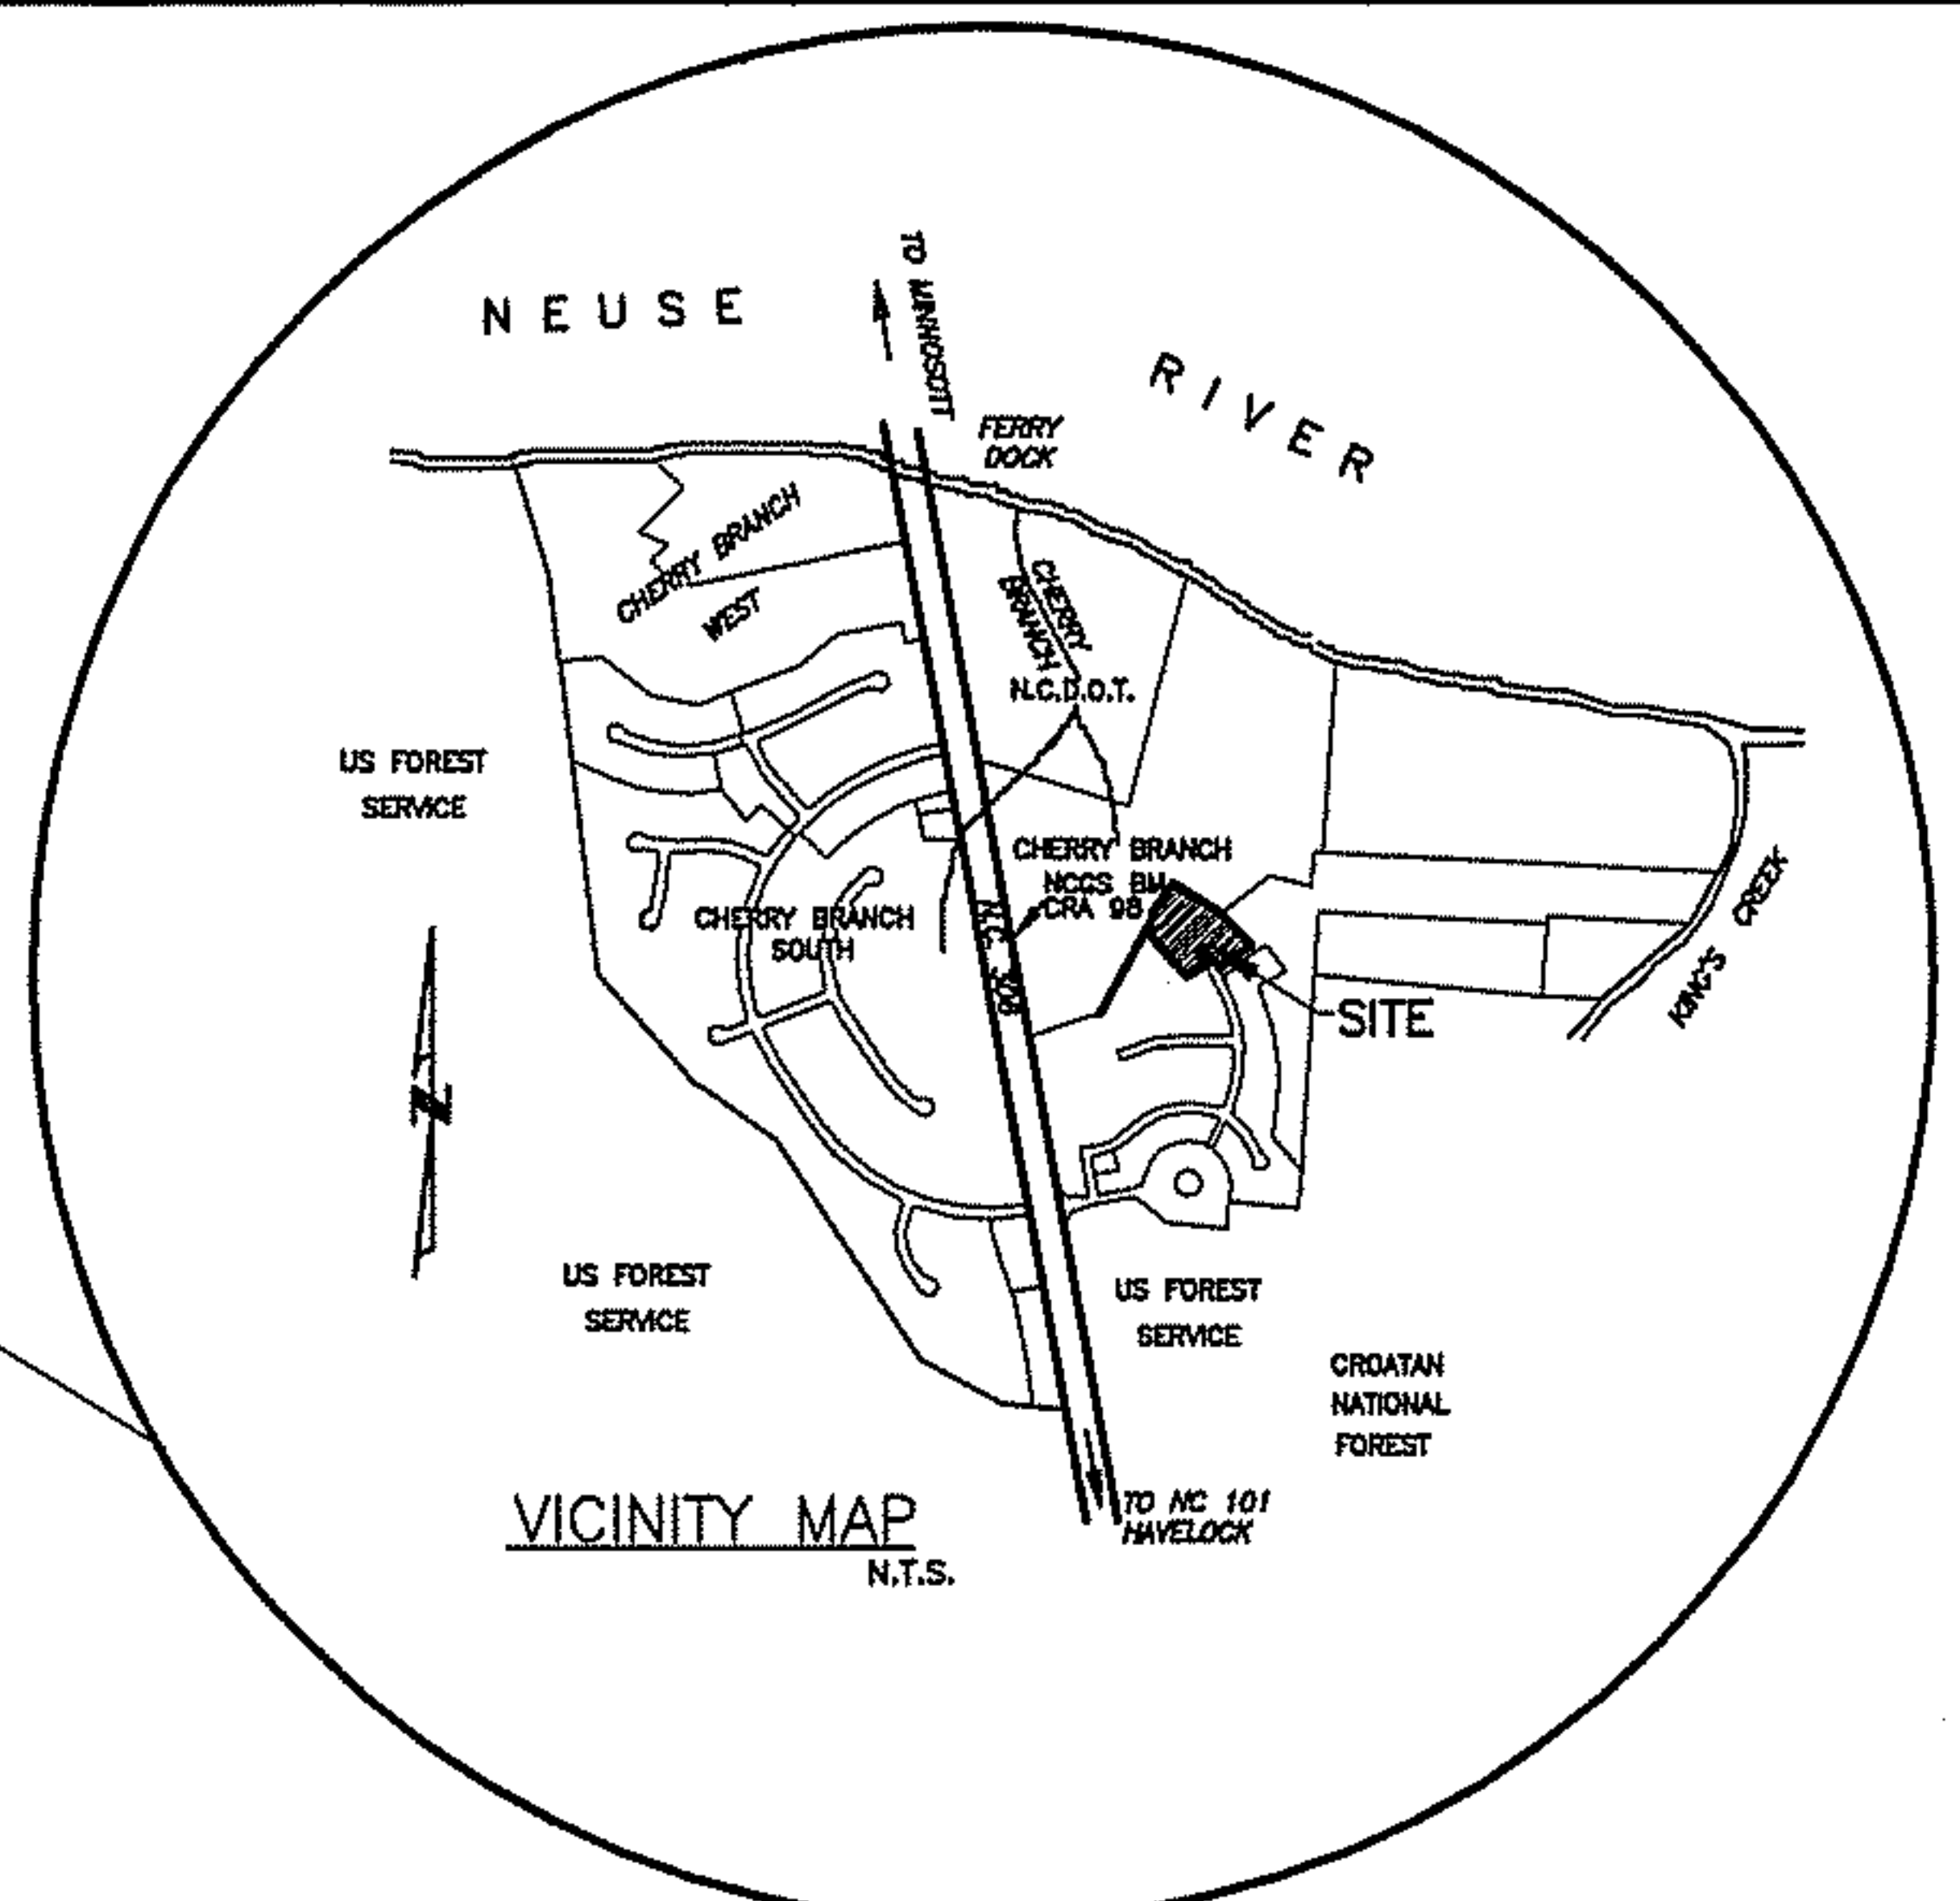 NEUSE
RIVER
TO MINNOSOTT
FERRY
DOCK
CHERRY BRANCH
WEST
CHERRY
BRANCH
N.C.D.O.T.
US FOREST
SERVICE
CHERRY BRANCH
NCGS BM
CRA 98
CHERRY BRANCH
SOUTH
N.C. 306
KING'S CREEK
SITE
N
US FOREST
SERVICE
US FOREST
SERVICE
CROATAN
NATIONAL
FOREST
TO NC 101
HAVELOCK
VICINITY MAP
N.T.S.